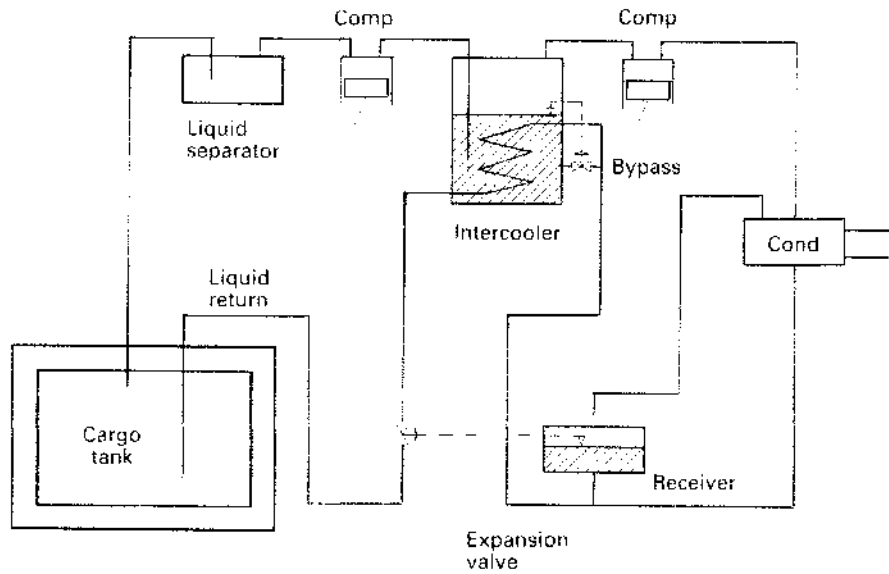 Comp
Comp
Liquid
separator
Bypass
Intercooler
Cond
Liquid
return
Cargo
tank
Receiver
Expansion
valve